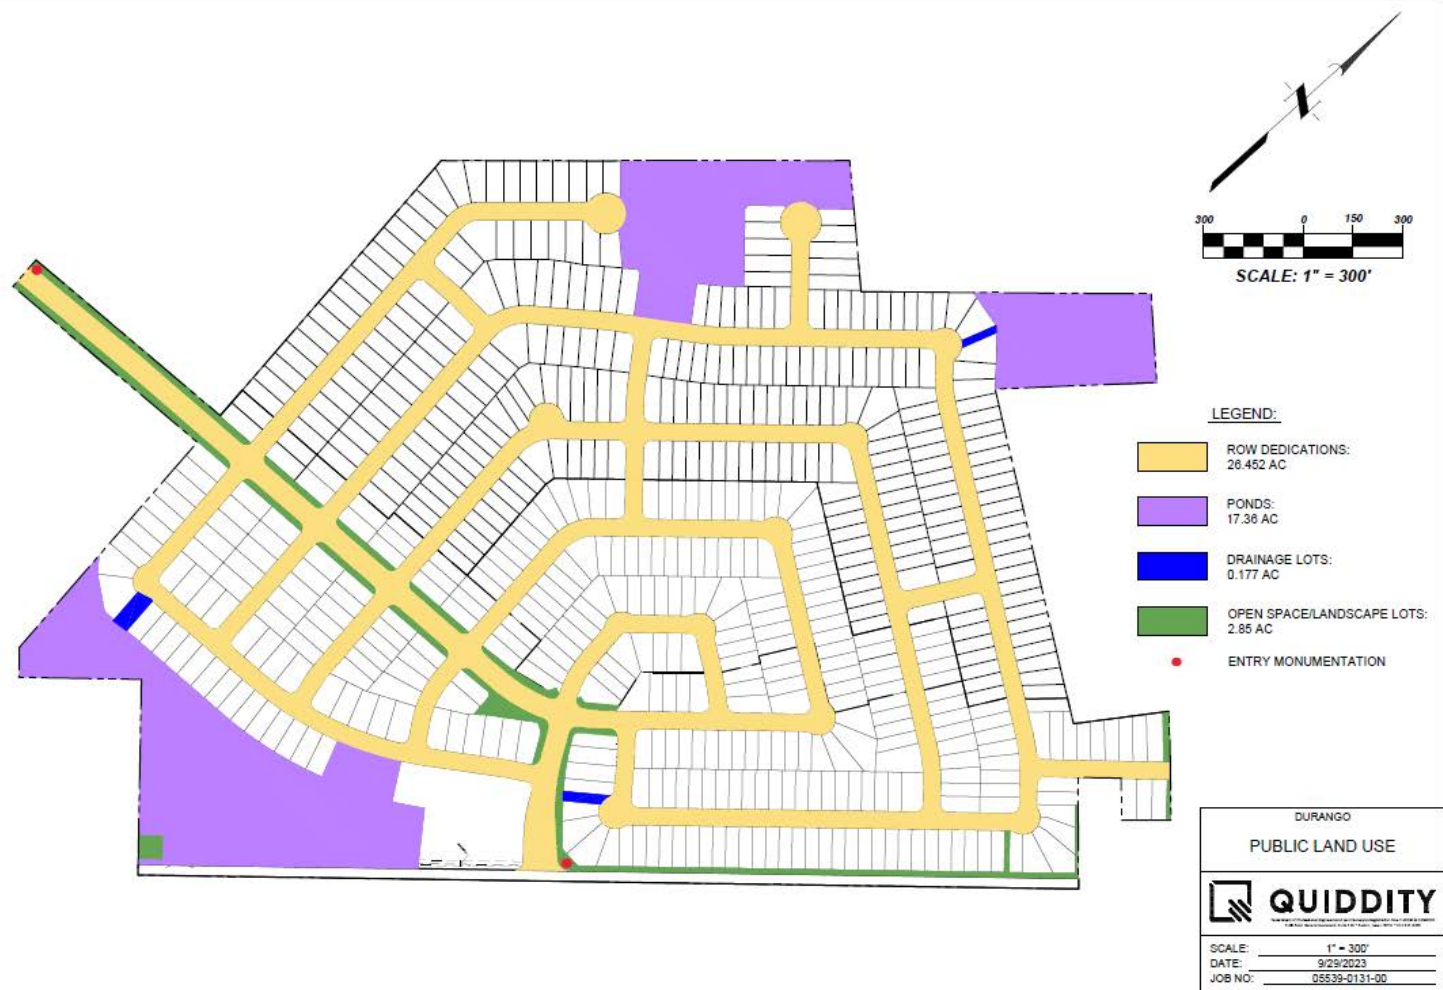 300 0 150 300
SCALE: 1" = 300'
LEGEND:
ROW DEDICATIONS:
26.452 AC
PONDS:
17.36 AC
DRAINAGE LOTS:
0.177 AC
OPEN SPACE/LANDSCAPE LOTS:
2.85 AC
ENTRY MONUMENTATION
DURANGO
PUBLIC LAND USE
QUIDDITY
SCALE: 1" = 300'
DATE: 9/29/2023
JOB NO: 05539-0131-00